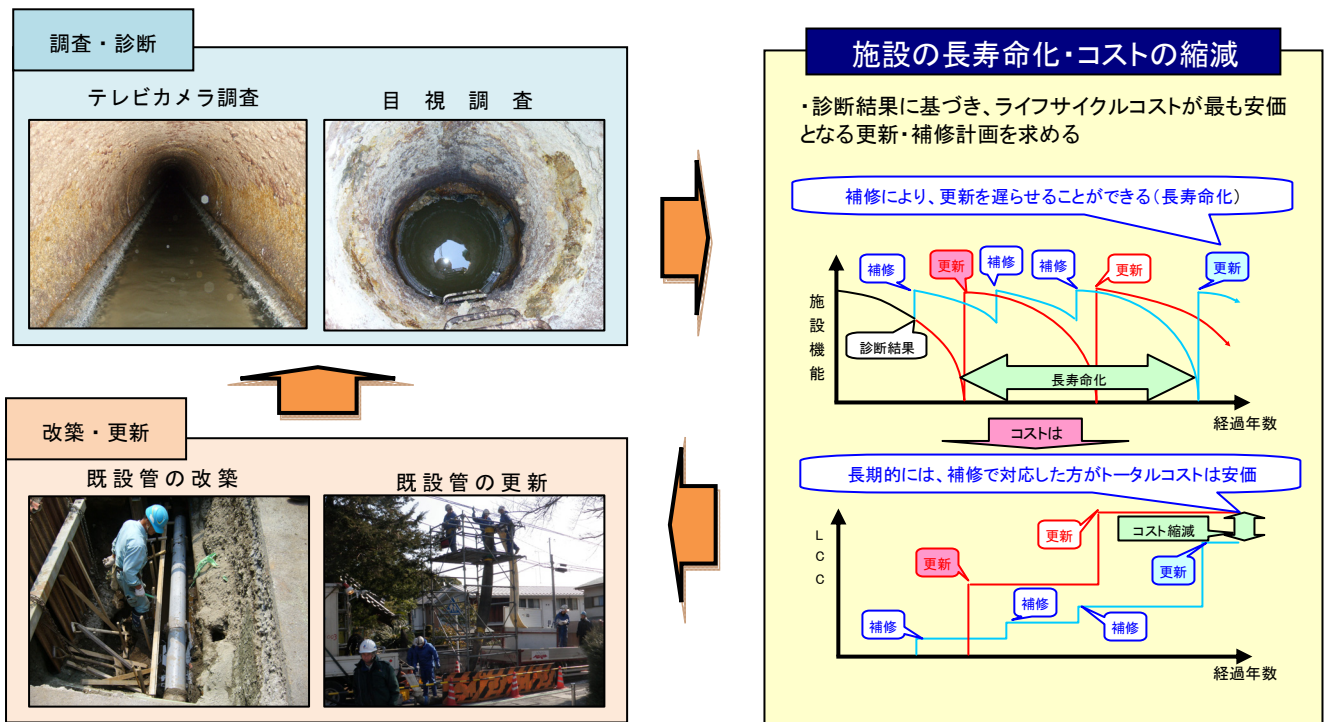 調査・診断
テレビカメラ調査
目視調査
改築・更新
既設管の改築
既設管の更新
施設の長寿命化・コストの縮減
・診断結果に基づき、ライフサイクルコストが最も安価
となる更新・補修計画を求める
補修により、更新を遅らせることができる(長寿命化)
補修
更新
補修
補修
更新
更新
施設機能
診断結果
長寿命化
経過年数
コストは
長期的には、補修で対応した方がトータルコストは安価
LCC
更新
コスト縮減
更新
更新
補修
補修
補修
経過年数